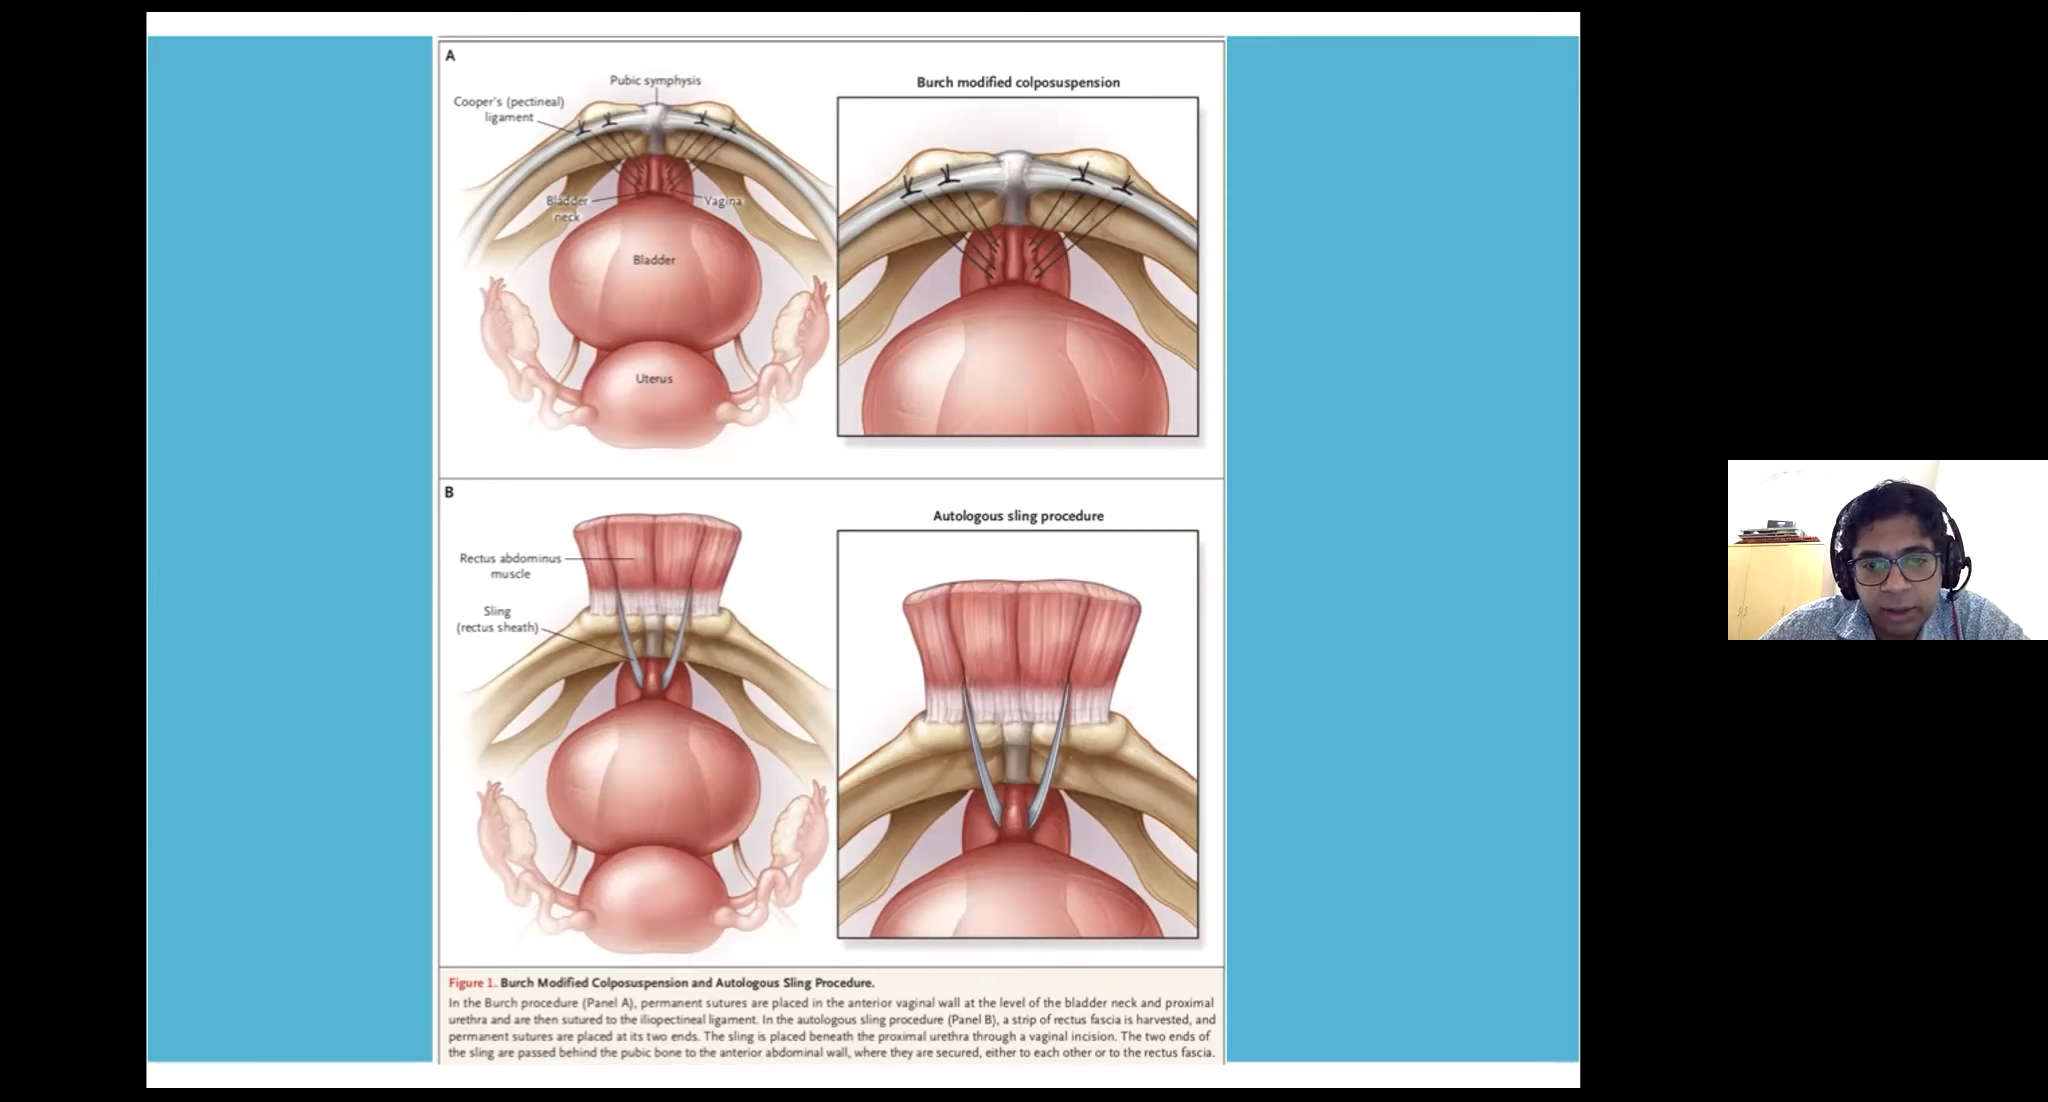 A
Pubic symphysis
Cooper's (pectineal)
ligament
Bladder
neck
Vagina
Bladder
Uterus
Burch modified colposuspension
B
Rectus abdominus
muscle
Sling
(rectus sheath)
Autologous sling procedure
Figure 1. Burch Modified Colposuspension and Autologous Sling Procedure.
In the Burch procedure (Panel A), permanent sutures are placed in the anterior vaginal wall at the level of the bladder neck and proximal
urethra and are then sutured to the iliopectineal ligament. In the autologous sling procedure (Panel B), a strip of rectus fascia is harvested, and
permanent sutures are placed at its two ends. The sling is placed beneath the proximal urethra through a vaginal incision. The two ends of
the sling are passed behind the pubic bone to the anterior abdominal wall, where they are secured, either to each other or to the rectus fascia.